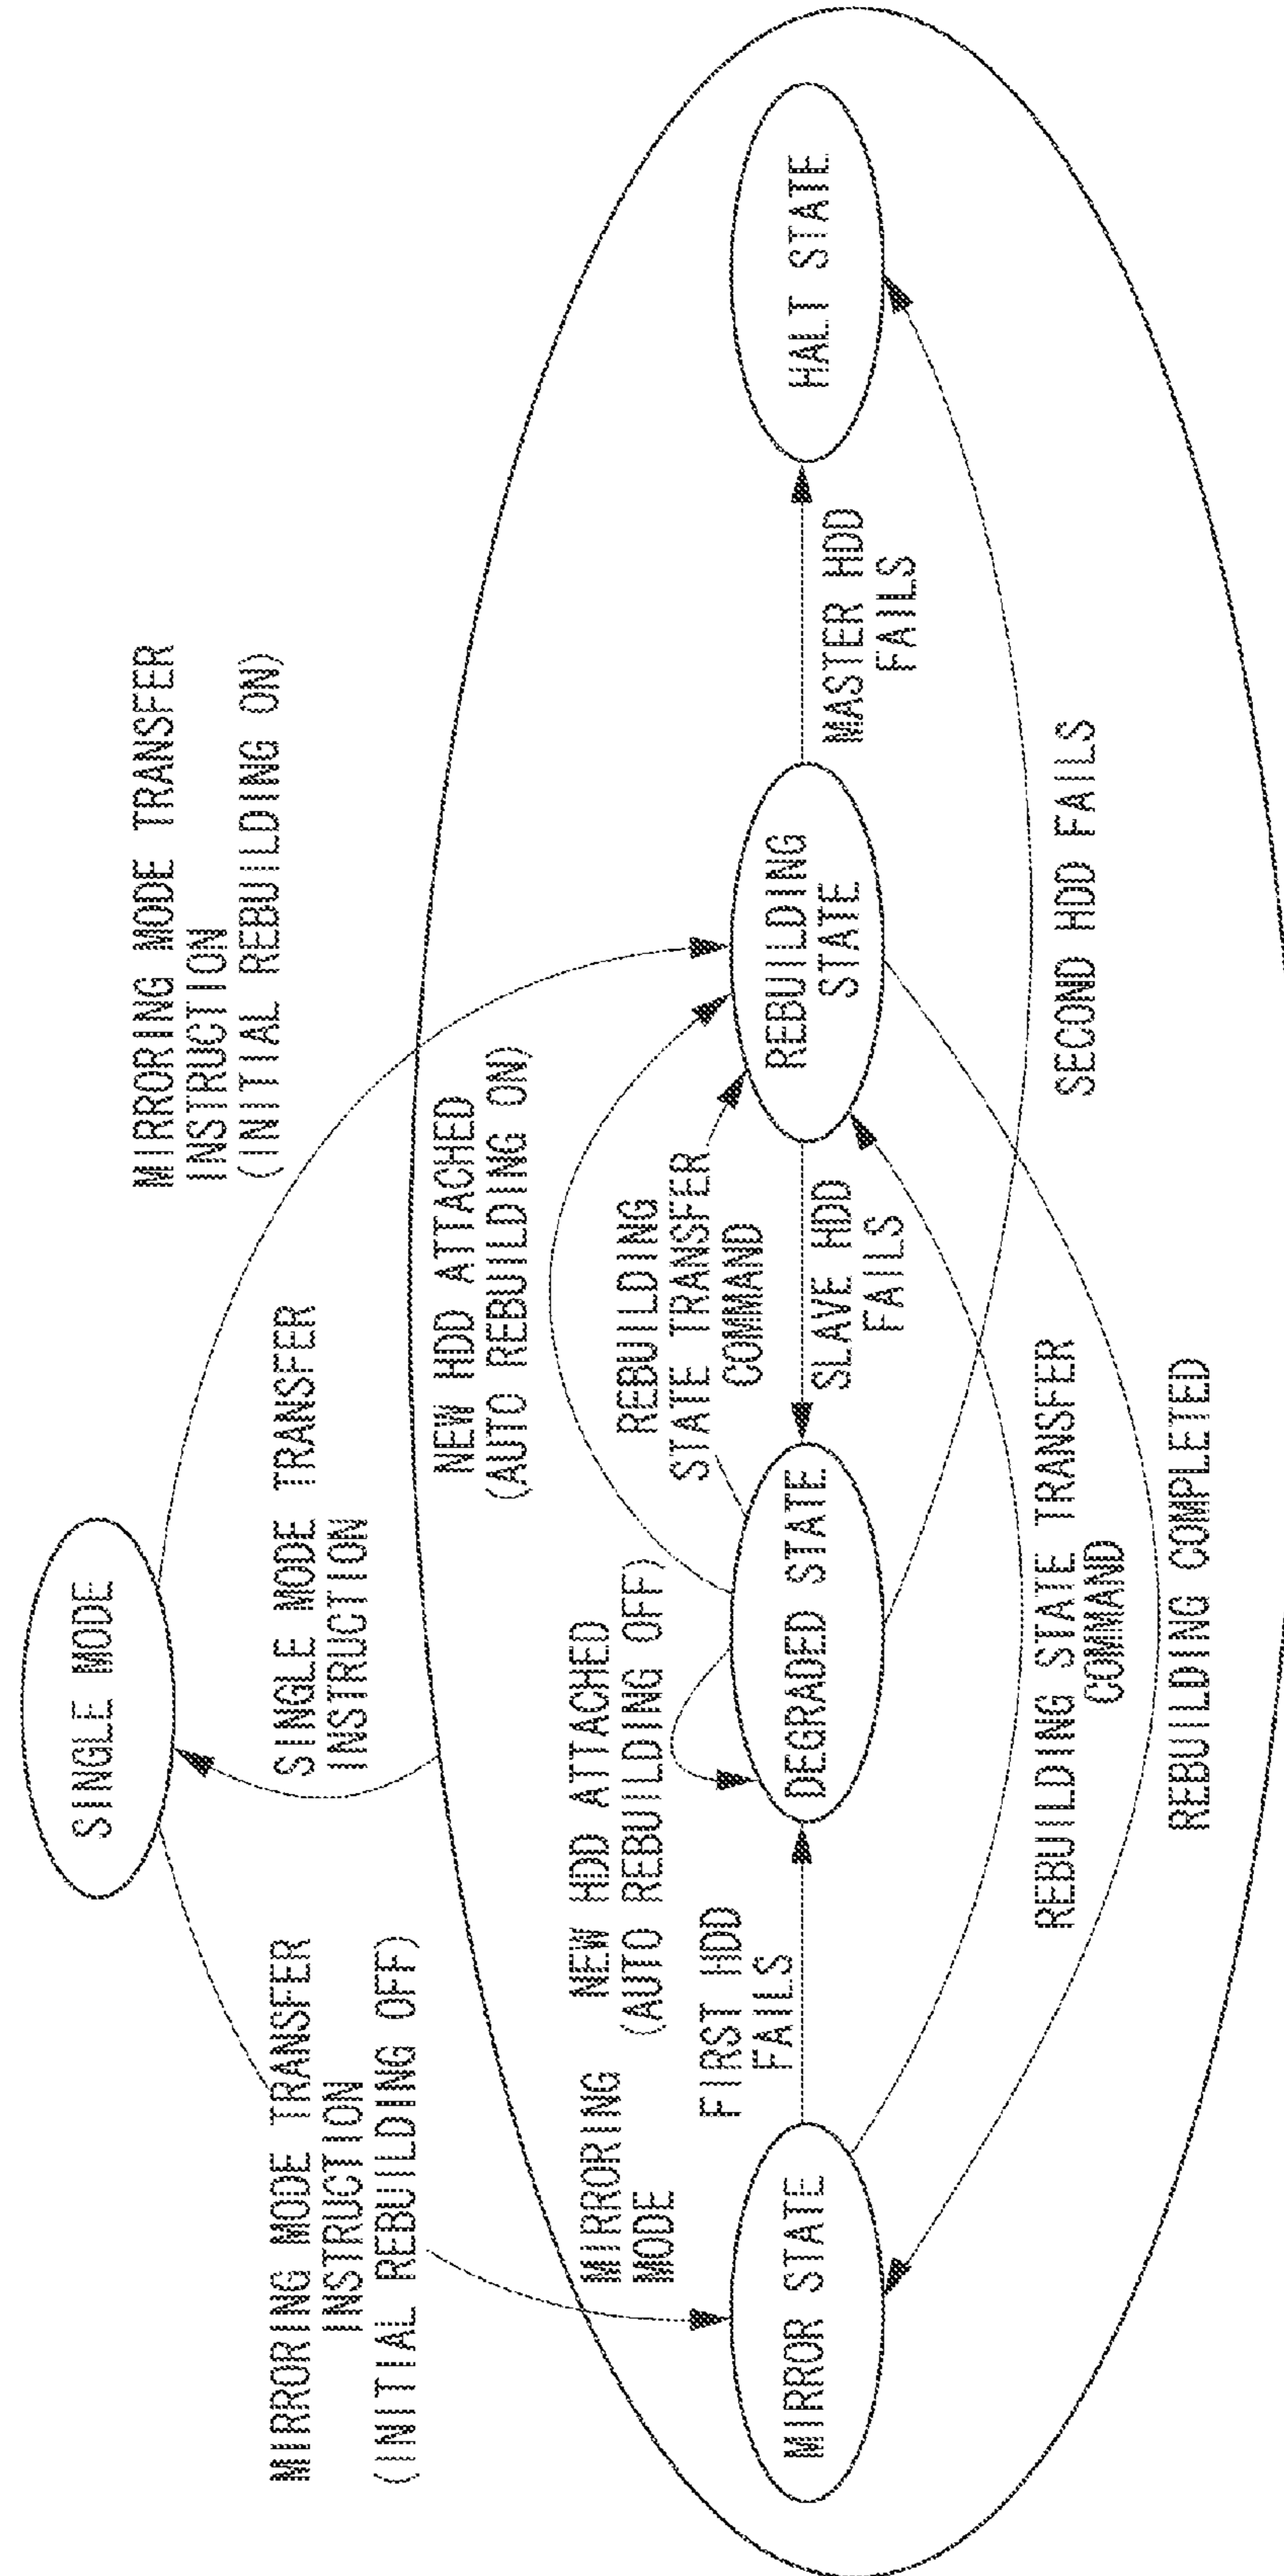 SINGLE MODE
MIRRORING MODE TRANSFER
INSTRUCTION
(INITIAL REBUILDING ON)
MIRRORING MODE TRANSFER
INSTRUCTION
(INITIAL REBUILDING OFF)
SINGLE MODE TRANSFER
INSTRUCTION
NEW HDD ATTACHED
(AUTO REBUILDING ON)
MIRRORING
MODE
NEW HDD ATTACHED
(AUTO REBUILDING OFF)
REBUILDING
STATE TRANSFER
COMMAND
FIRST HDD
FAILS
MIRROR STATE
DEGRADED STATE
REBUILDING
STATE
HALT STATE
SLAVE HDD
FAILS
MASTER HDD
FAILS
REBUILDING STATE TRANSFER
COMMAND
SECOND HDD FAILS
REBUILDING COMPLETED